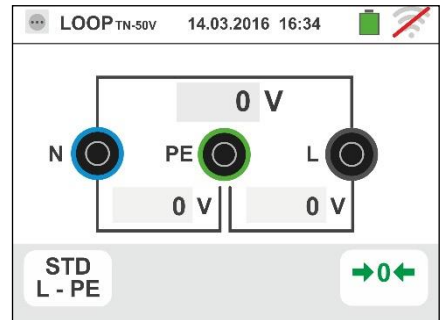 LOOP TN-50V 14.03.2016 16:34
0 V
N PE L
0 V 0 V
STD
L - PE
→0←